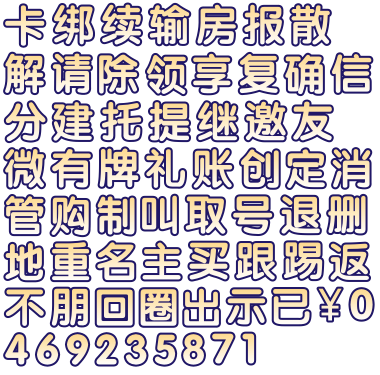 卡绑续输房报散
解请除领享复确信
分建托提继邀友
微有牌礼账创定消
管购制叫取号退删
地重名主买跟踢返
不朋回圈出示已¥0
469235871